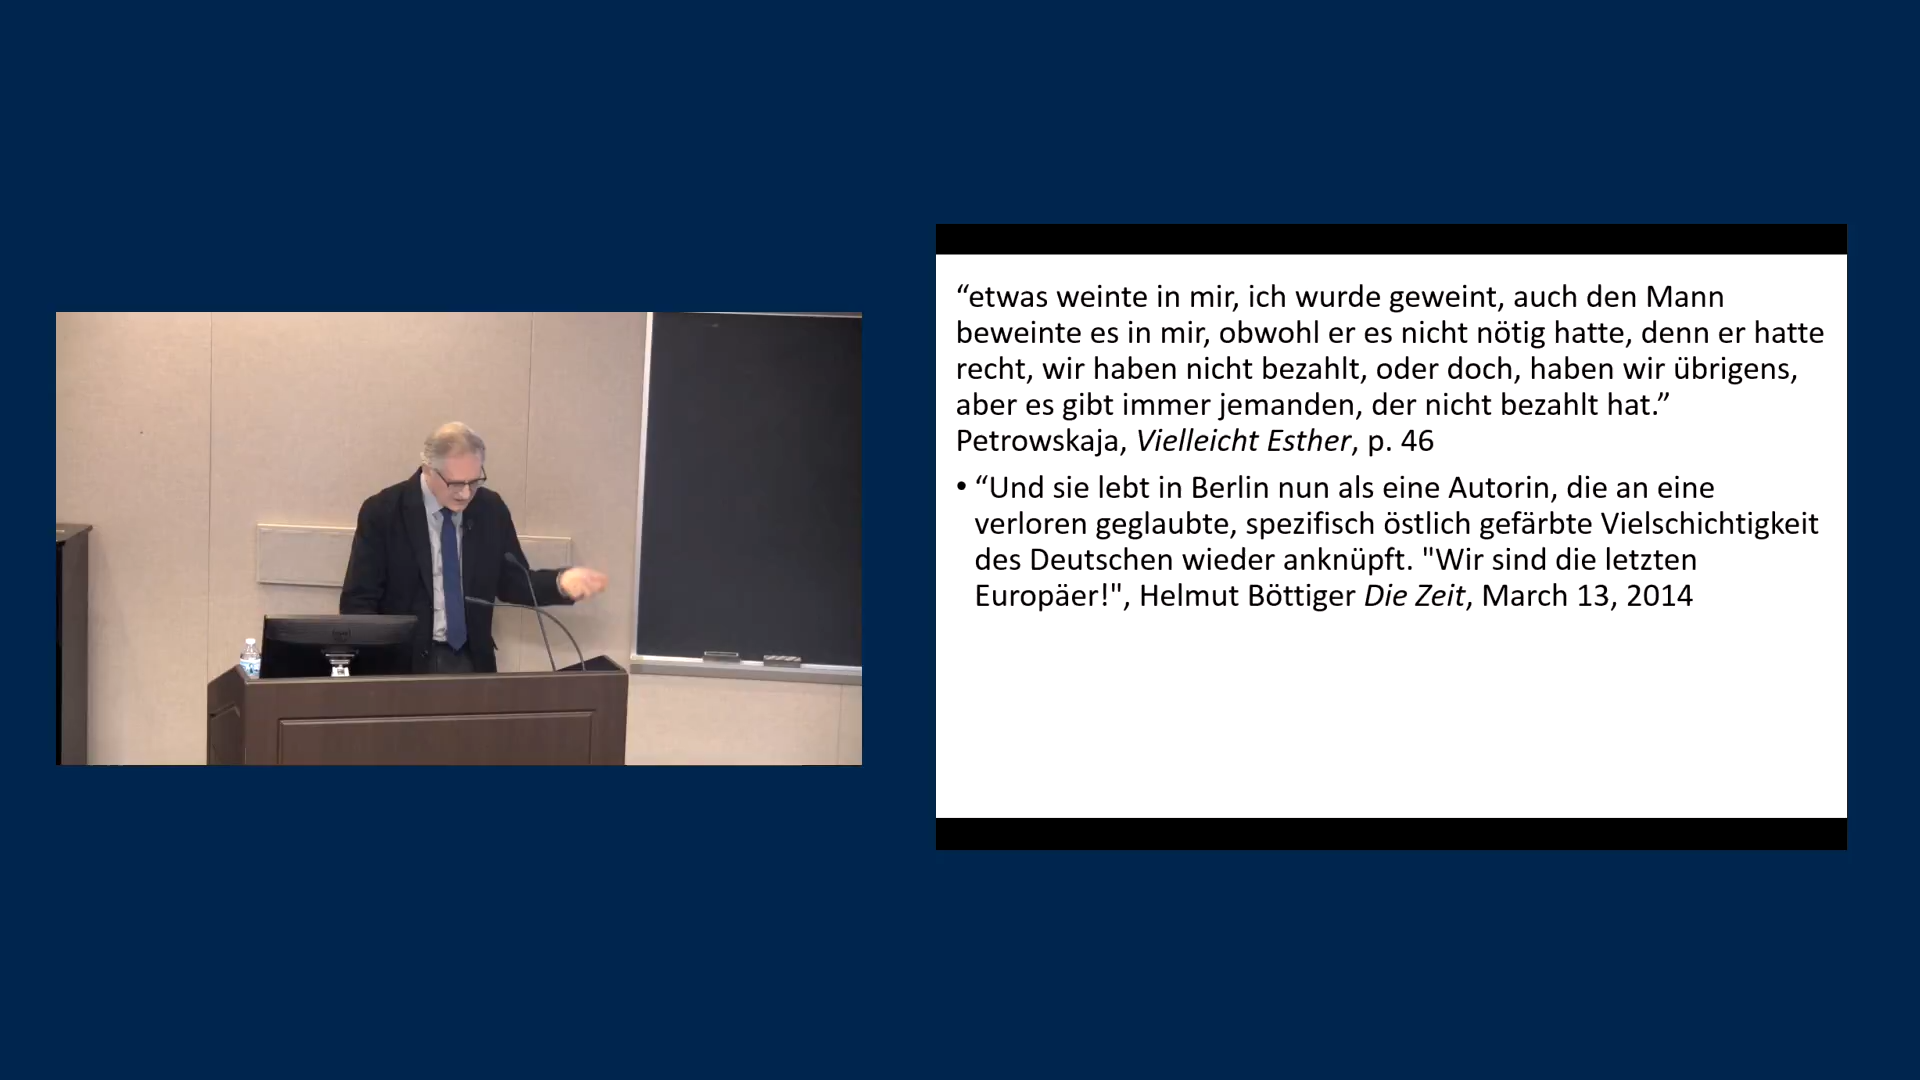 “etwas weinte in mir, ich wurde geweint, auch den Mann
beweinte es in mir, obwohl er es nicht nötig hatte, denn er hatte
recht, wir haben nicht bezahlt, oder doch, haben wir übrigens,
aber es gibt immer jemanden, der nicht bezahlt hat.”
Petrowskaja, Vielleicht Esther, p. 46
• “Und sie lebt in Berlin nun als eine Autorin, die an eine
verloren geglaubte, spezifisch östlich gefärbte Vielschichtigkeit
des Deutschen wieder anknüpft. "Wir sind die letzten
Europäer!", Helmut Böttiger Die Zeit, March 13, 2014